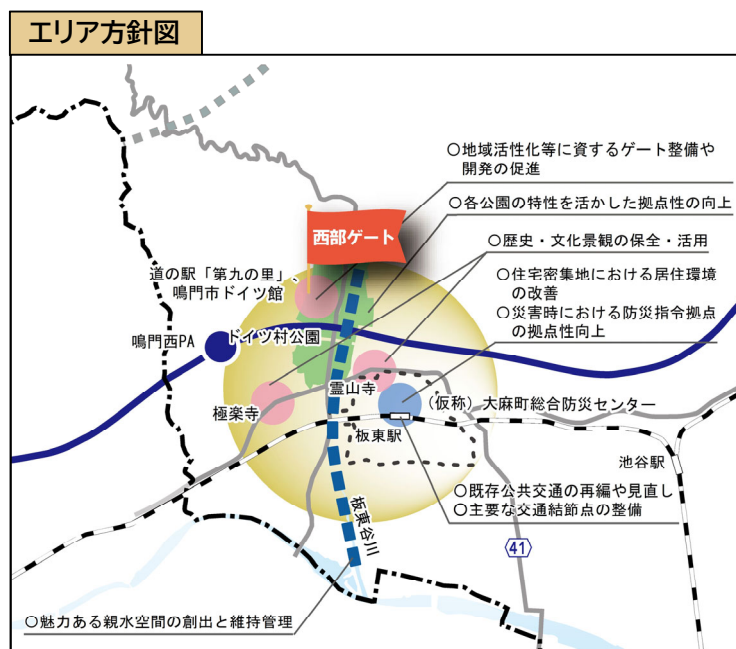 エリア方針図
○地域活性化等に資するゲート整備や
開発の促進
○各公園の特性を活かした拠点性の向上
西部ゲート
○歴史・文化景観の保全・活用
道の駅「第九の里」、
鳴門市ドイツ館
○住宅密集地における居住環境
の改善
○災害時における防災指令拠点
の拠点性向上
鳴門西PA
ドイツ村公園
霊山寺
極楽寺
(仮称)大麻町総合防災センター
板東駅
池谷駅
○既存公共交通の再編や見直し
○主要な交通結節点の整備
板東谷川
41
○魅力ある親水空間の創出と維持管理